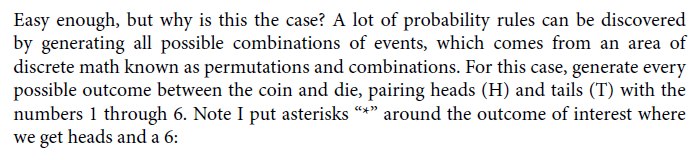 Easy enough, but why is this the case? A lot of probability rules can be discovered
by generating all possible combinations of events, which comes from an area of
discrete math known as permutations and combinations. For this case, generate every
possible outcome between the coin and die, pairing heads (H) and tails (T) with the
numbers 1 through 6. Note I put asterisks “*” around the outcome of interest where
we get heads and a 6: